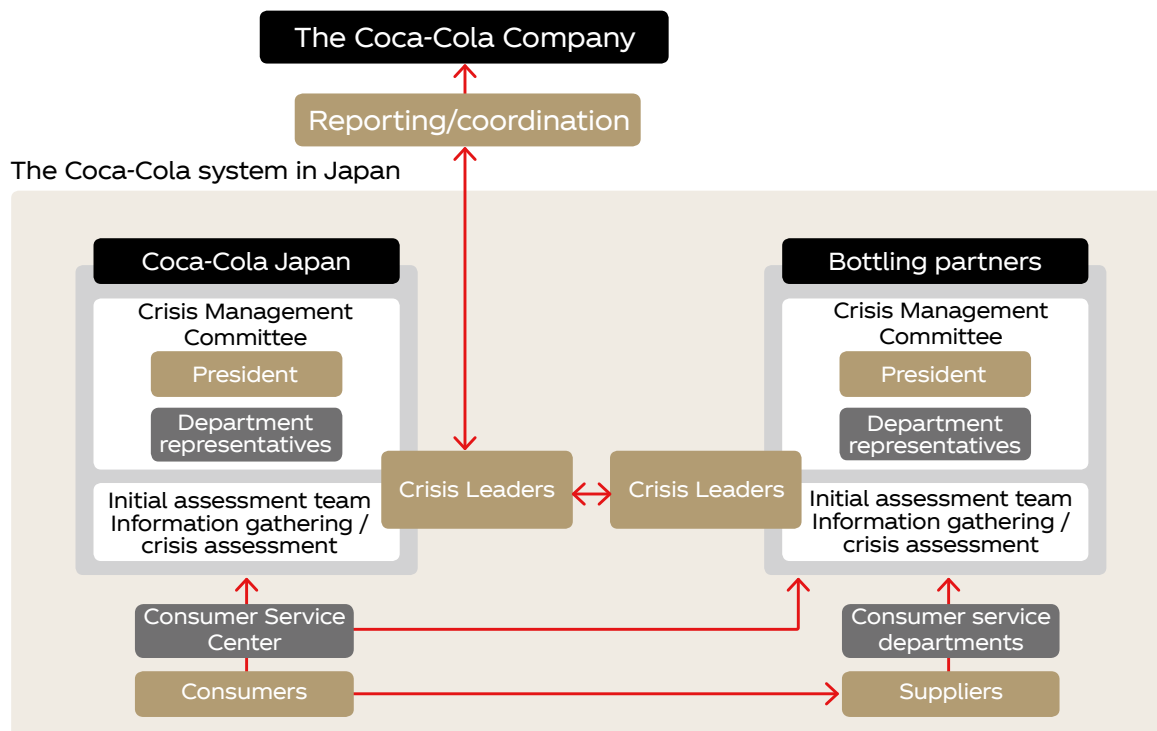 The Coca-Cola Company
Reporting/coordination
The Coca-Cola system in Japan
Coca-Cola Japan
Crisis Management
Committee
President
Department
representatives
Initial assessment team
Information gathering /
crisis assessment
Crisis Leaders
Crisis Leaders
Bottling partners
Crisis Management
Committee
President
Department
representatives
Initial assessment team
Information gathering /
crisis assessment
Consumer Service
Center
Consumers
Consumer service
departments
Suppliers